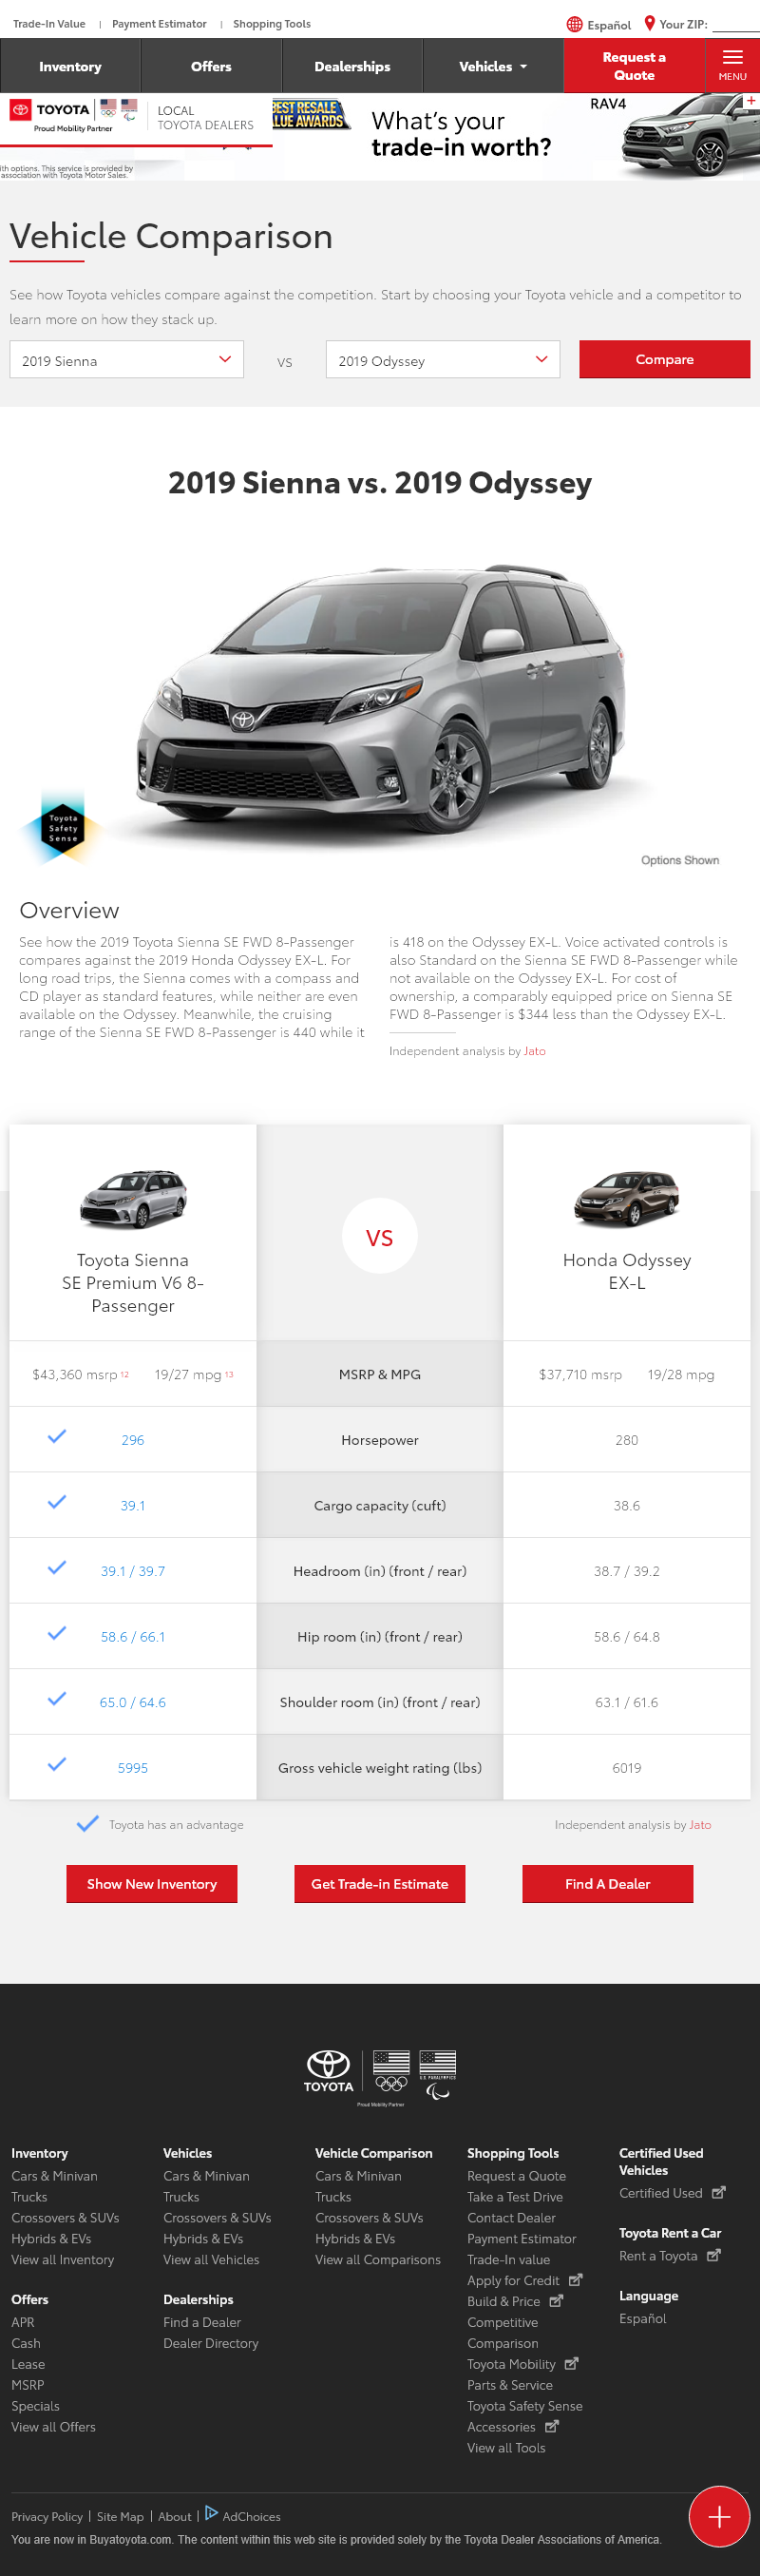 Trade-In Value | Payment Estimator | Shopping Tools
Español Your ZIP:
Inventory
Offers
Dealerships
Vehicles
Request a
Quote
MENU
TOYOTA
Proud Mobility Partner
LOCAL
TOYOTA DEALERS
BEST RESALE
VALUE AWARDS
What's your
trade-in worth?
RAV4
+
ith options. This service is provided by
association with Toyota Motor Sales.
Vehicle Comparison
See how Toyota vehicles compare against the competition. Start by choosing your Toyota vehicle and a competitor to
learn more on how they stack up.
2019 Sienna
VS
2019 Odyssey
Compare
2019 Sienna vs. 2019 Odyssey
Toyota
Safety
Sense
Options Shown
Overview
See how the 2019 Toyota Sienna SE FWD 8-Passenger
compares against the 2019 Honda Odyssey EX-L. For
long road trips, the Sienna comes with a compass and
CD player as standard features, while neither are even
available on the Odyssey. Meanwhile, the cruising
range of the Sienna SE FWD 8-Passenger is 440 while it
is 418 on the Odyssey EX-L. Voice activated controls is
also Standard on the Sienna SE FWD 8-Passenger while
not available on the Odyssey EX-L. For cost of
ownership, a comparably equipped price on Sienna SE
FWD 8-Passenger is $344 less than the Odyssey EX-L.
Independent analysis by Jato
Toyota Sienna
SE Premium V6 8-
Passenger
VS
Honda Odyssey
EX-L
$43,360 msrp 12 19/27 mpg 13
MSRP & MPG
$37,710 msrp 19/28 mpg
296
Horsepower
280
39.1
Cargo capacity (cuft)
38.6
39.1 / 39.7
Headroom (in) (front / rear)
38.7 / 39.2
58.6 / 66.1
Hip room (in) (front / rear)
58.6 / 64.8
65.0 / 64.6
Shoulder room (in) (front / rear)
63.1 / 61.6
5995
Gross vehicle weight rating (lbs)
6019
Toyota has an advantage
Independent analysis by Jato
Show New Inventory
Get Trade-in Estimate
Find A Dealer
TOYOTA
U.S. PARALYMPICS
Proud Mobility Partner
Inventory
Cars & Minivan
Trucks
Crossovers & SUVs
Hybrids & EVs
View all Inventory
Offers
APR
Cash
Lease
MSRP
Specials
View all Offers
Vehicles
Cars & Minivan
Trucks
Crossovers & SUVs
Hybrids & EVs
View all Vehicles
Dealerships
Find a Dealer
Dealer Directory
Vehicle Comparison
Cars & Minivan
Trucks
Crossovers & SUVs
Hybrids & EVs
View all Comparisons
Shopping Tools
Request a Quote
Take a Test Drive
Contact Dealer
Payment Estimator
Trade-In value
Apply for Credit
Build & Price
Competitive
Comparison
Toyota Mobility
Parts & Service
Toyota Safety Sense
Accessories
View all Tools
Certified Used
Vehicles
Certified Used
Toyota Rent a Car
Rent a Toyota
Language
Español
Privacy Policy | Site Map | About | AdChoices
You are now in Buyatoyota.com. The content within this web site is provided solely by the Toyota Dealer Associations of America.